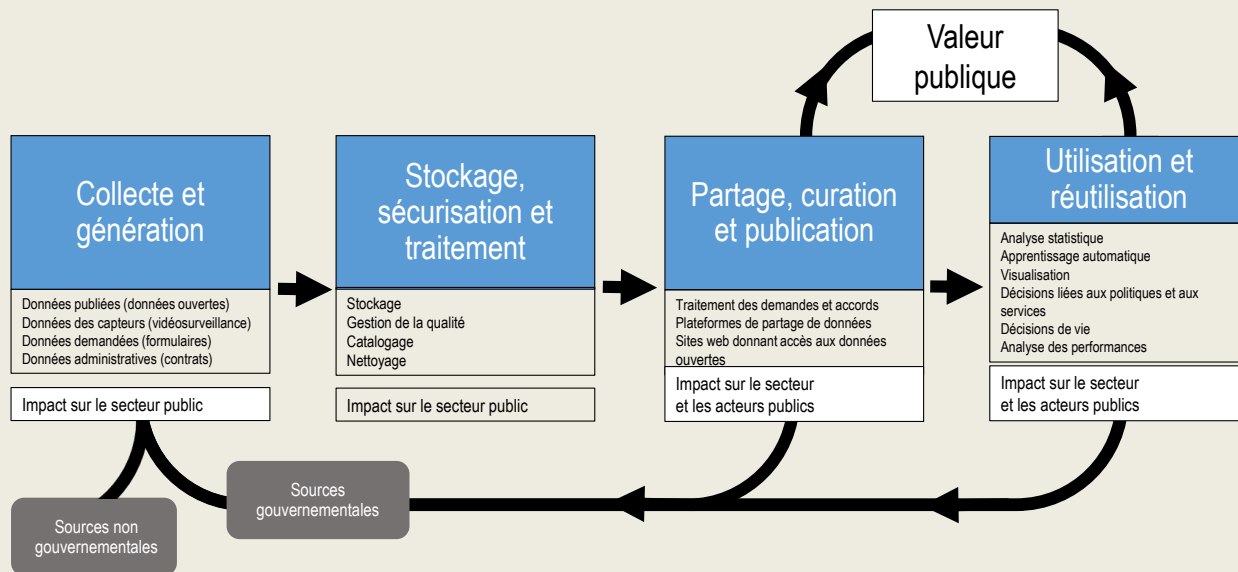 Valeur
publique
Collecte et
génération
Données publiées (données ouvertes)
Données des capteurs (vidéosurveillance)
Données demandées (formulaires)
Données administratives (contrats)
Impact sur le secteur public
Stockage,
sécurisation et
traitement
Stockage
Gestion de la qualité
Catalogage
Nettoyage
Impact sur le secteur public
Partage, curation
et publication
Traitement des demandes et accords
Plateformes de partage de données
Sites web donnant accès aux données
ouvertes
Impact sur le secteur
et les acteurs publics
Utilisation et
réutilisation
Analyse statistique
Apprentissage automatique
Visualisation
Décisions liées aux politiques et aux
services
Décisions de vie
Analyse des performances
Impact sur le secteur
et les acteurs publics
Sources
gouvernementales
Sources non
gouvernementales